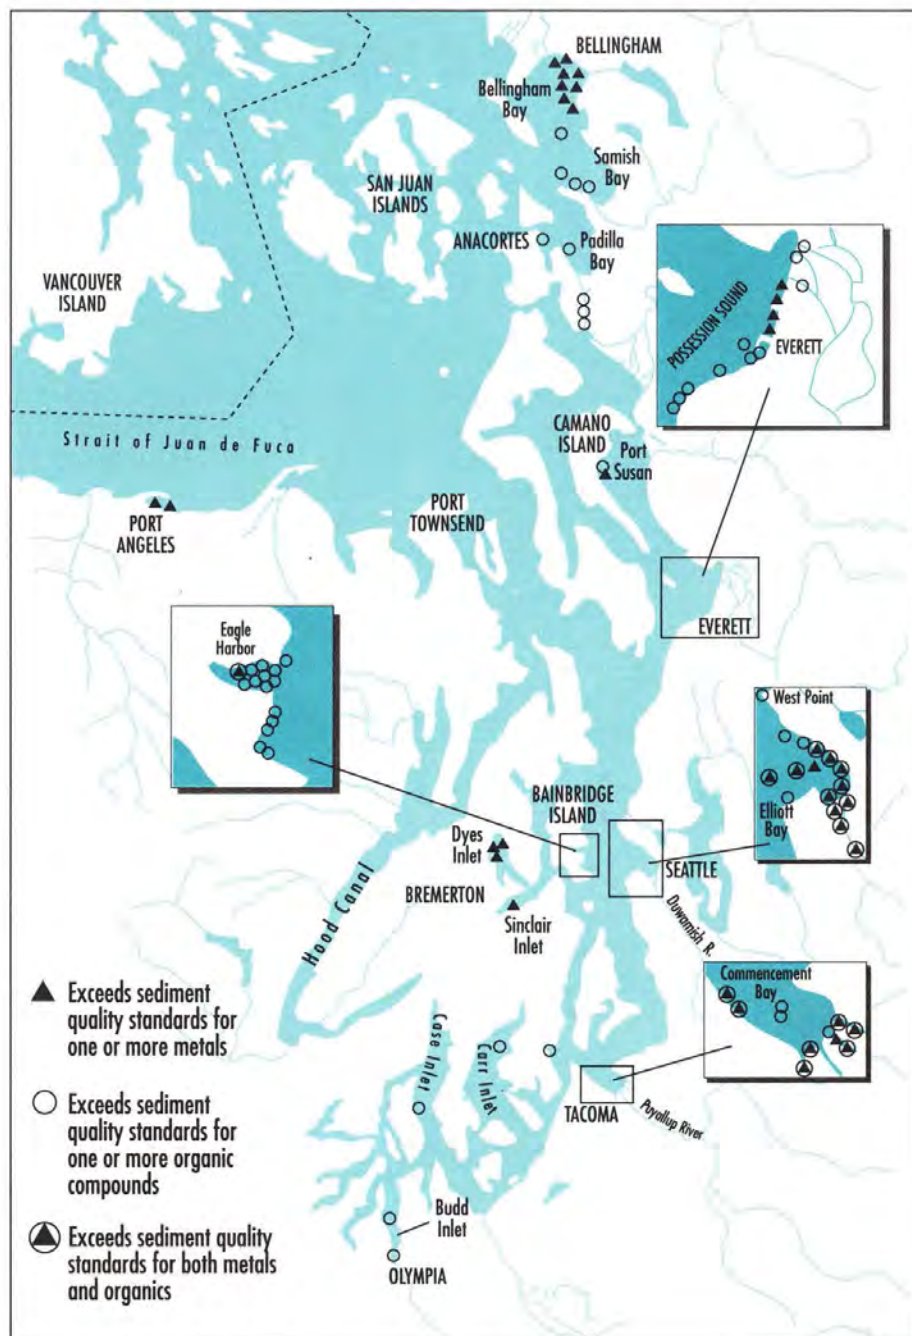 BELLINGHAM
Bellingham
Bay
Samish
Bay
SAN JUAN
ISLANDS
ANACORTES
Padilla
Bay
VANCOUVER
ISLAND
POSSESSION SOUND
EVERETT
Strait of Juan de Fuca
CAMANO
ISLAND
Port
Susan
PORT
ANGELES
PORT
TOWNSEND
EVERETT
Eagle
Harbor
West Point
Elliott
Bay
BAINBRIDGE
ISLAND
Dyes
Inlet
SEATTLE
BREMERTON
Hood Canal
Sinclair
Inlet
Duwamish R.
Commencement
Bay
Case Inlet
Carr Inlet
TACOMA
Puyallup River
Budd
Inlet
OLYMPIA
Exceeds sediment
quality standards for
one or more metals
Exceeds sediment
quality standards for
one or more organic
compounds
Exceeds sediment quality
standards for both metals
and organics